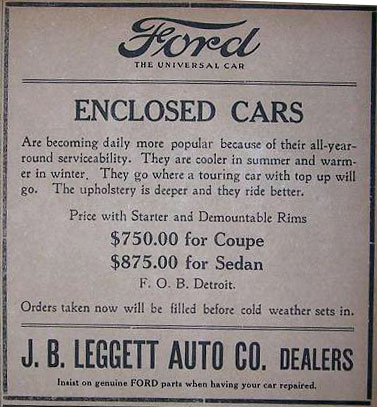 Ford
THE UNIVERSAL CAR
ENCLOSED CARS
Are becoming daily more popular because of their all-year-
round serviceability. They are cooler in summer and warm-
er in winter. They go where a touring car with top up will
go. The upholstery is deeper and they ride better.
Price with Starter and Demountable Rims
$750.00 for Coupe
$875.00 for Sedan
F. O. B. Detroit.
Orders taken now will be filled before cold weather sets in.
J. B. LEGGETT AUTO CO. DEALERS
Insist on genuine FORD parts when having your car repaired.